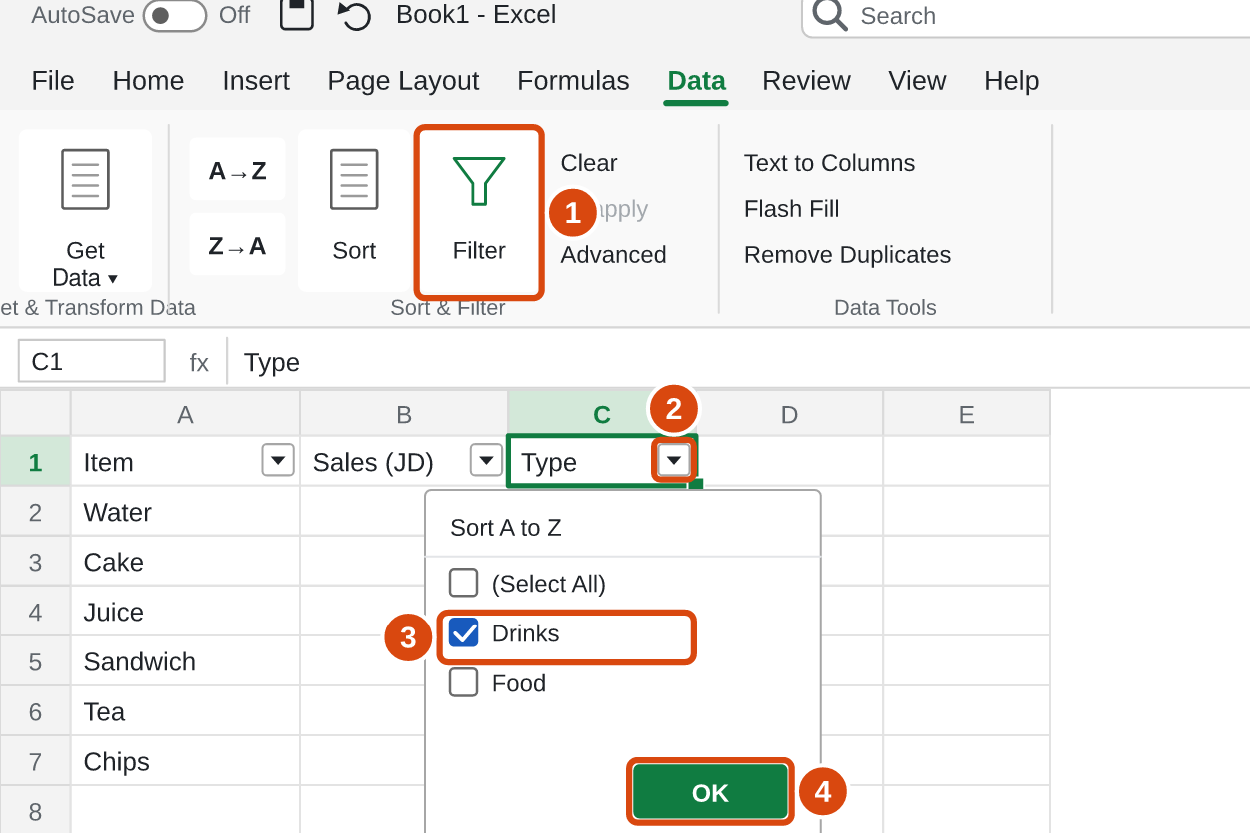 AutoSave Off Book1 - Excel Search
File Home Insert Page Layout Formulas Data Review View Help
Get
Data
A→Z
Z→A
Sort
Filter
1
Clear
apply
Advanced
Text to Columns
Flash Fill
Remove Duplicates
et & Transform Data
Sort & Filter
Data Tools
C1 fx Type
A B C 2 D E
1 Item Sales (JD) Type
2 Water
3 Cake
4 Juice
5 Sandwich
6 Tea
7 Chips
8
Sort A to Z
(Select All)
3 Drinks
Food
OK 4